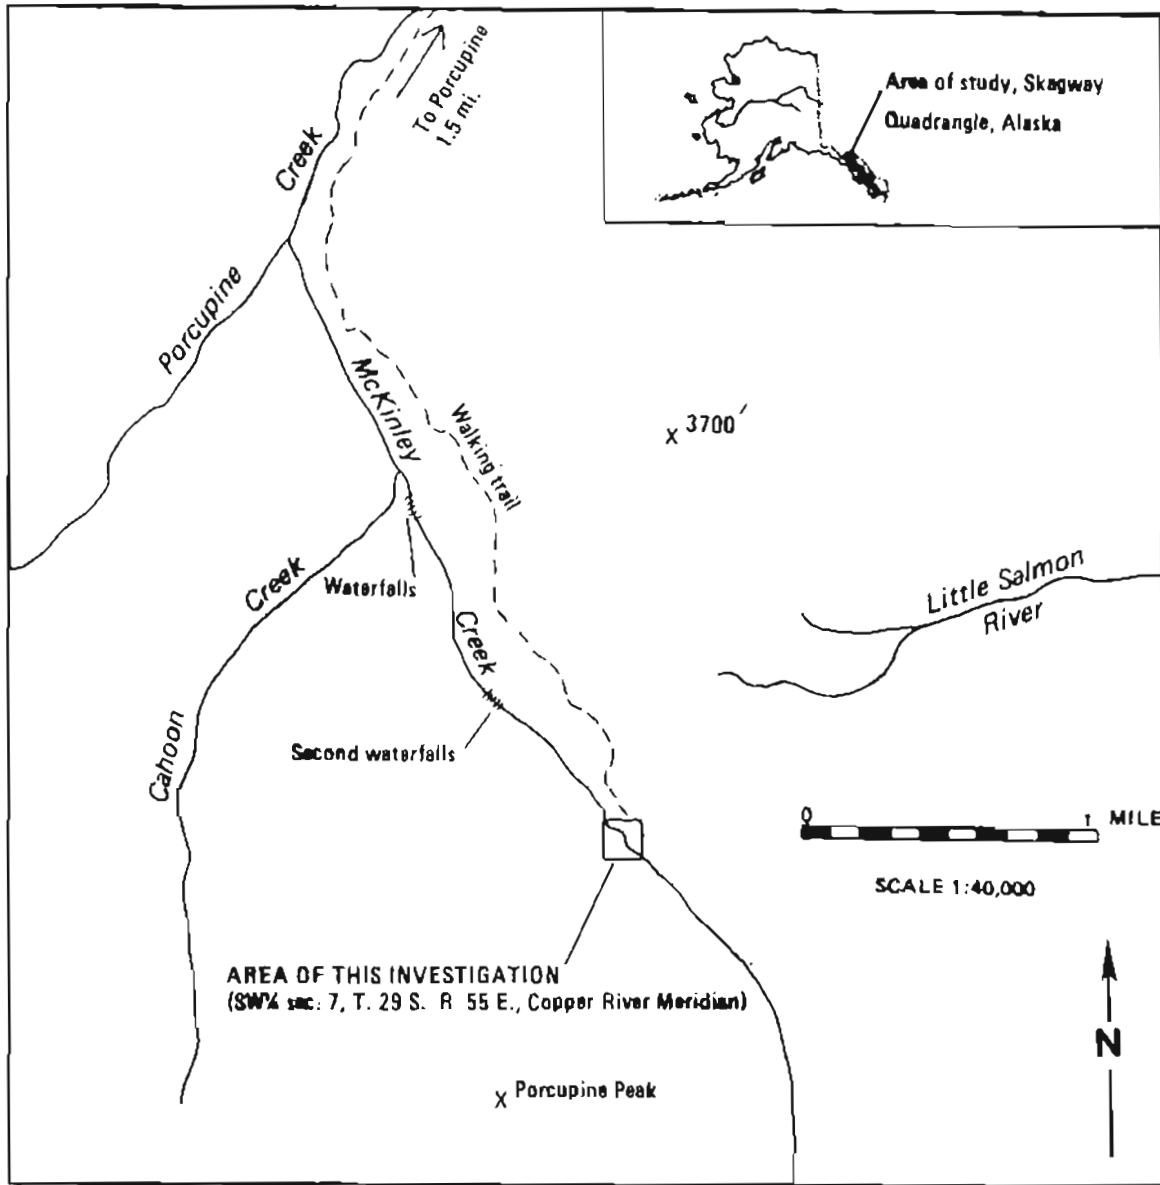 To Porcupine
1.5 mi.
Area of study, Skagway
Quadrangle, Alaska
Creek
Porcupine
McKinley
Walking trail
x 3700'
Waterfalls
Creek
Creek
Little Salmon
River
Second waterfalls
Cahoon
0 1 MILE
SCALE 1:40,000
AREA OF THIS INVESTIGATION
(SW¼ sec. 7, T. 29 S. R 55 E., Copper River Meridian)
N
X Porcupine Peak